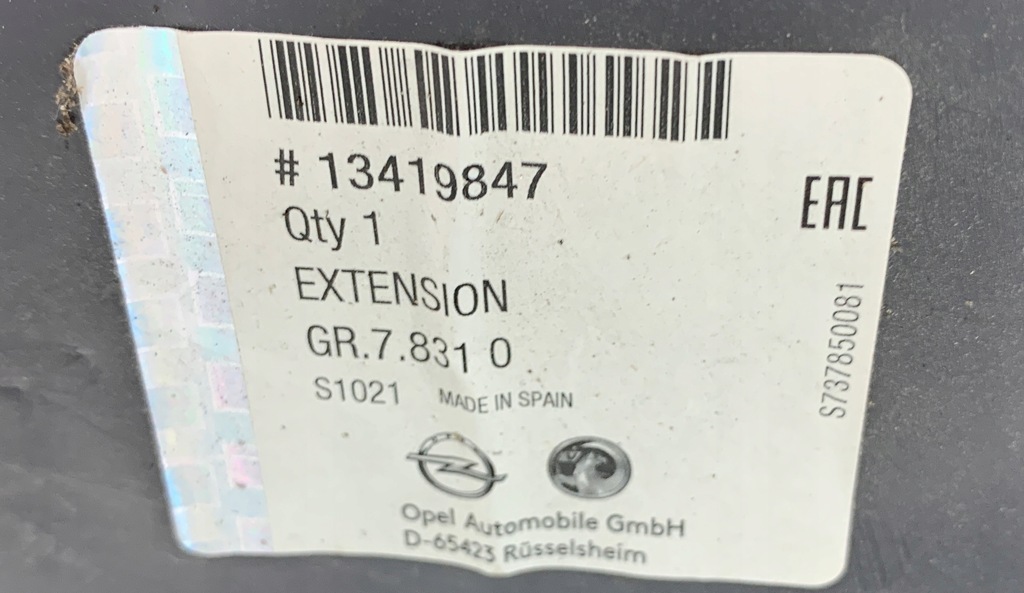 # 13419847
Qty 1
EXTENSION
GR.7.831 0
S1021 MADE IN SPAIN
Opel Automobile GmbH
D-65423 Rüsselsheim
EAC
S737850081